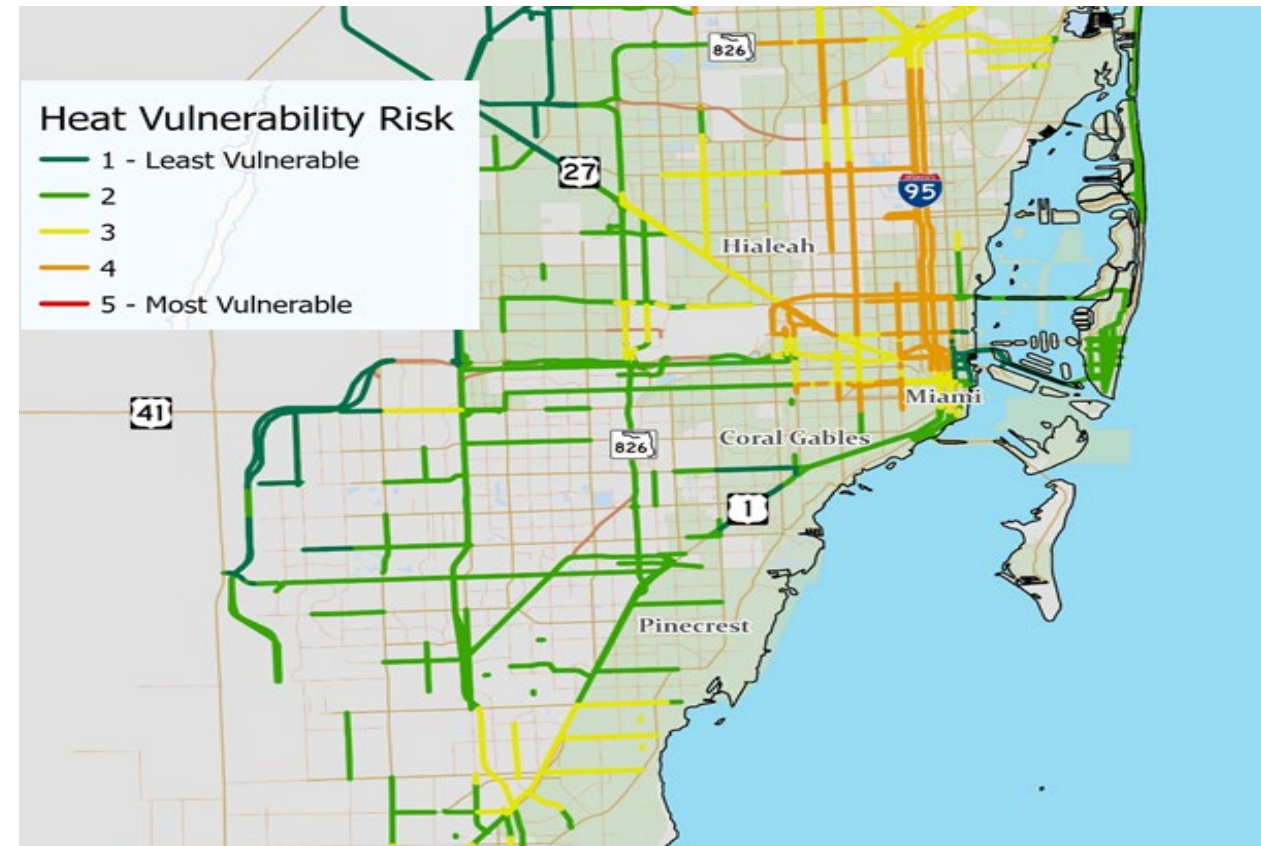 826
Heat Vulnerability Risk
1 - Least Vulnerable
2
3
4
5 - Most Vulnerable
27
95
Hialeah
41
Miami
Coral Gables
826
1
Pinecrest